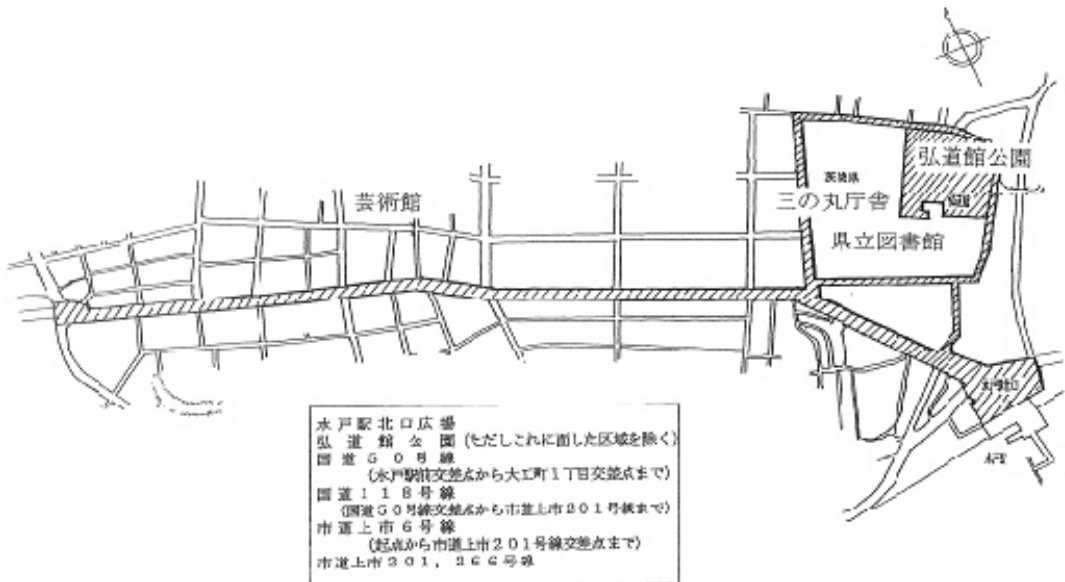 弘道館公園
茨城県
三の丸庁舎
県立図書館
芸術館
水戸駅北口広場
弘道館公園(ただしこれに面した区域を除く)
国道50号線
(水戸駅前交差点から大工町1丁目交差点まで)
国道118号線
(国道50号線交差点から市道上市201号線まで)
市道上市6号線
(起点から市道上市201号線交差点まで)
市道上市201,266号線